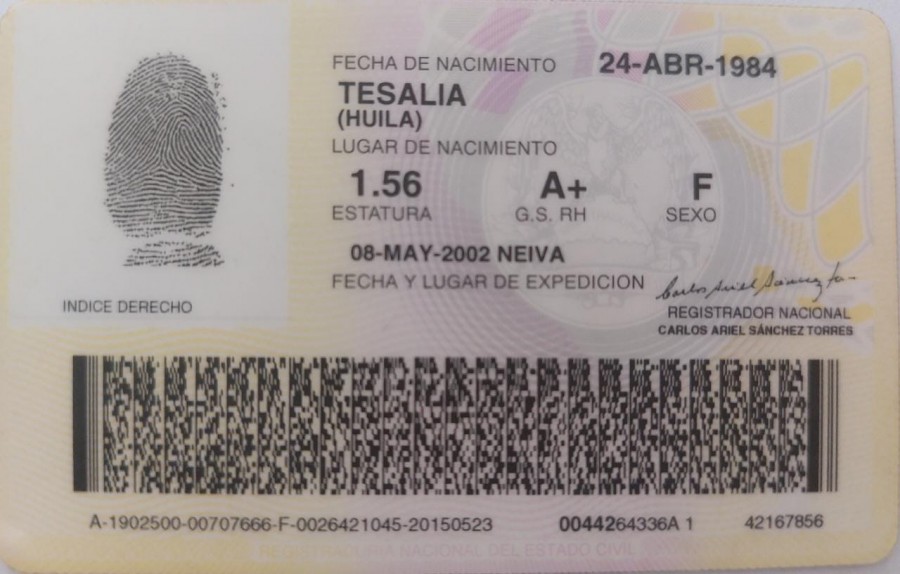 FECHA DE NACIMIENTO 24-ABR-1984
TESALIA
(HUILA)
LUGAR DE NACIMIENTO
1.56 A+ F
ESTATURA G.S. RH SEXO
08-MAY-2002 NEIVA
FECHA Y LUGAR DE EXPEDICION
INDICE DERECHO
Carlos Ariel Sánchez
REGISTRADOR NACIONAL
CARLOS ARIEL SÁNCHEZ TORRES
A-1902500-00707666-F-0026421045-20150523 0044264336A 1 42167856
REGISTRADURIA NACIONAL DEL ESTADO CIVIL